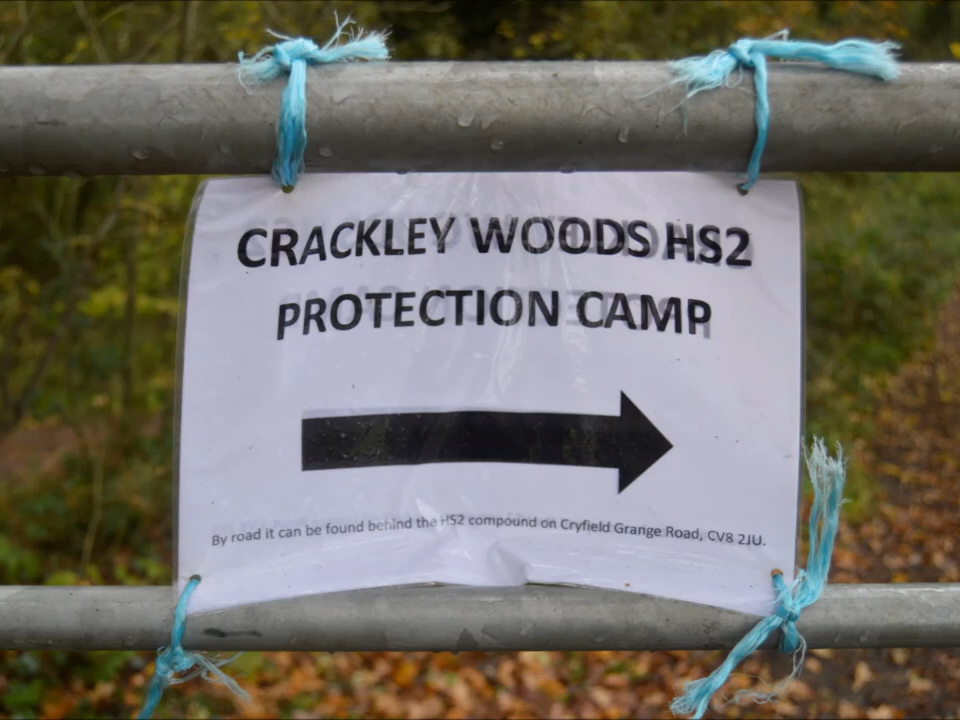 CRACKLEY WOODS HS2
PROTECTION CAMP
By road it can be found behind the HS2 compound on Cryfield Grange Road, CV8 2JU.